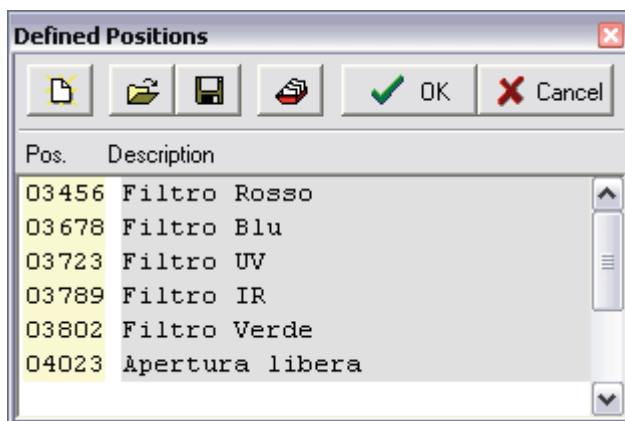 Defined Positions
OK Cancel
Pos. Description
03456 Filtro Rosso
03678 Filtro Blu
03723 Filtro UV
03789 Filtro IR
03802 Filtro Verde
04023 Apertura libera